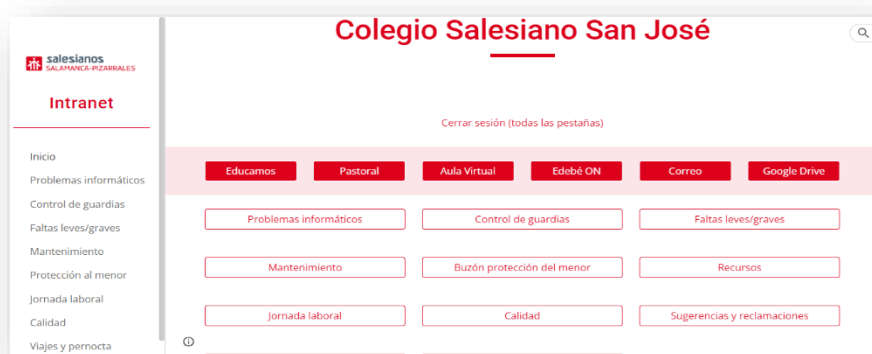 Colegio Salesiano San José
salesianos
SALAMANCA-PIZARRALES
Intranet
Inicio
Problemas informáticos
Control de guardias
Faltas leves/graves
Mantenimiento
Protección al menor
Jornada laboral
Calidad
Viajes y pernocta
Cerrar sesión (todas las pestañas)
Educamos Pastoral Aula Virtual Edebé ON Correo Google Drive
Problemas informáticos Control de guardias Faltas leves/graves
Mantenimiento Buzón protección del menor Recursos
Jornada laboral Calidad Sugerencias y reclamaciones